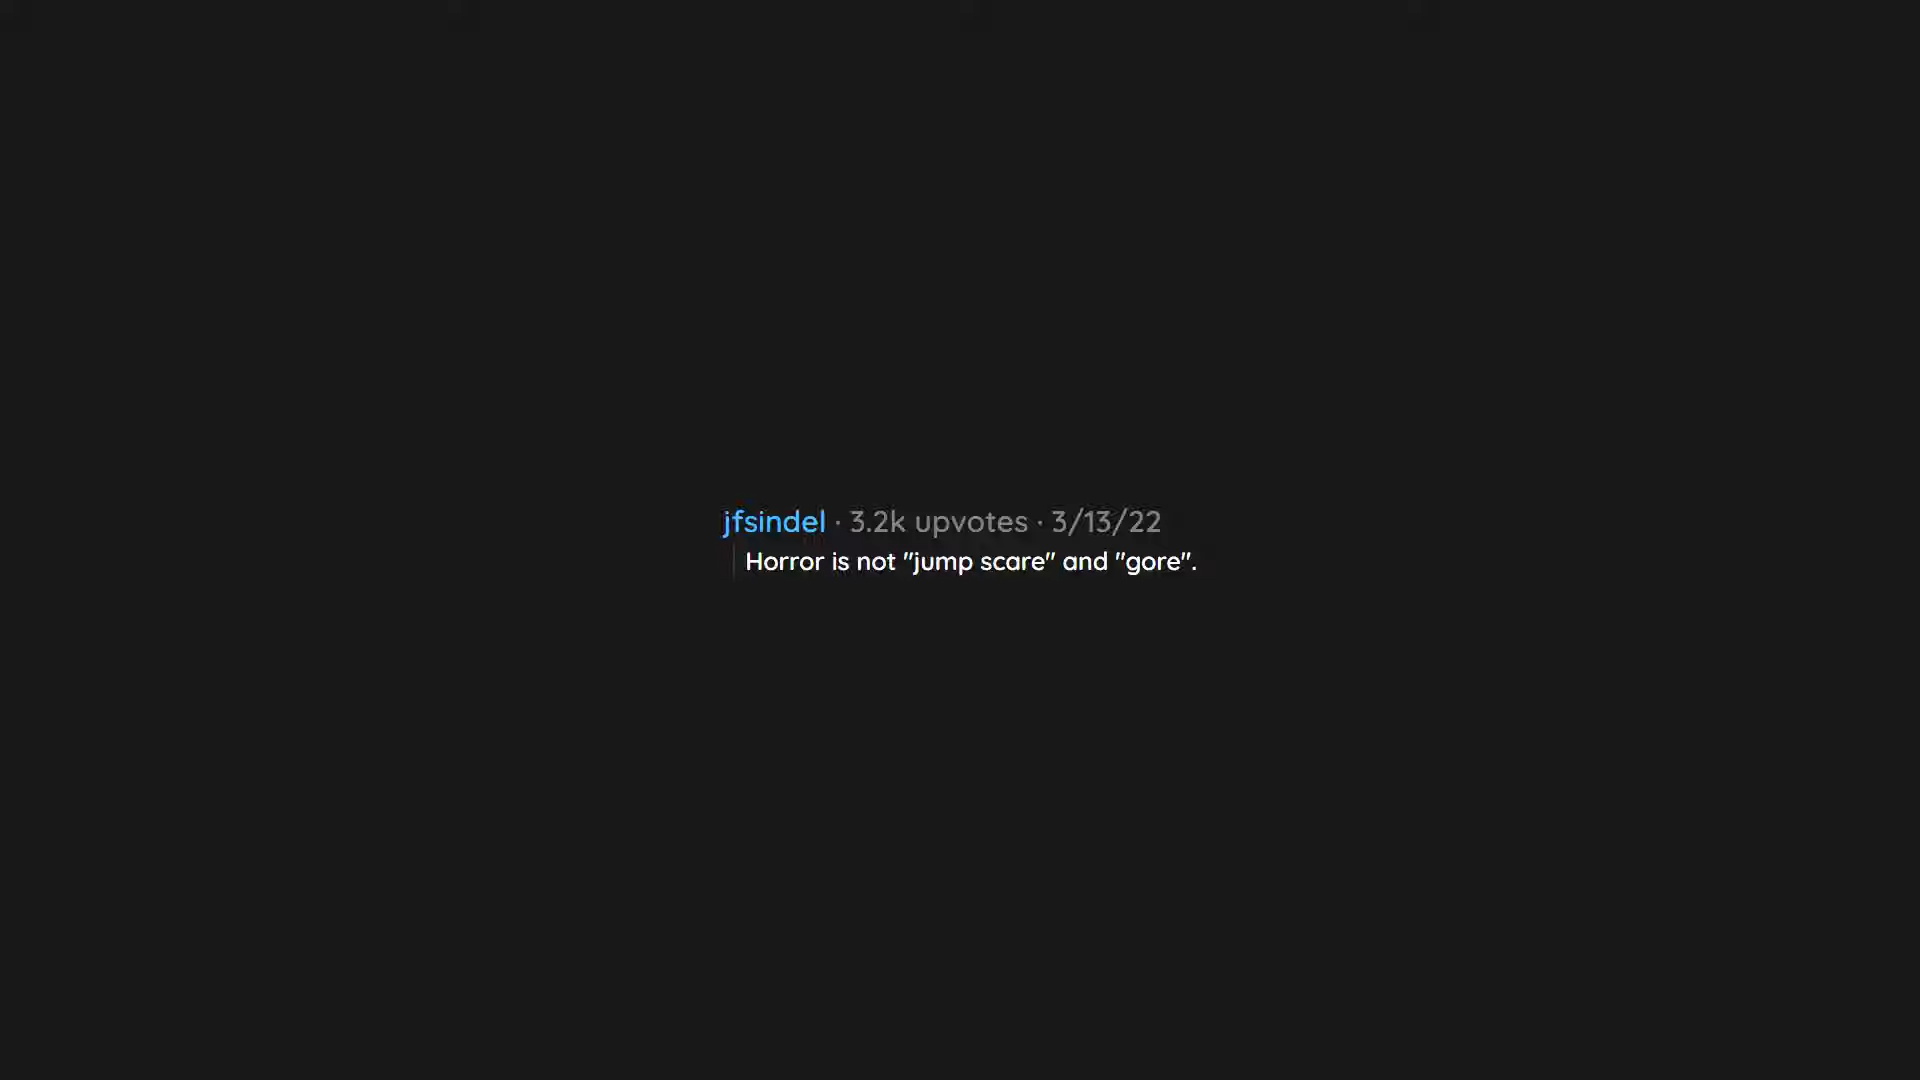 jfsindel · 3.2k upvotes · 3/13/22
Horror is not "jump scare" and "gore".